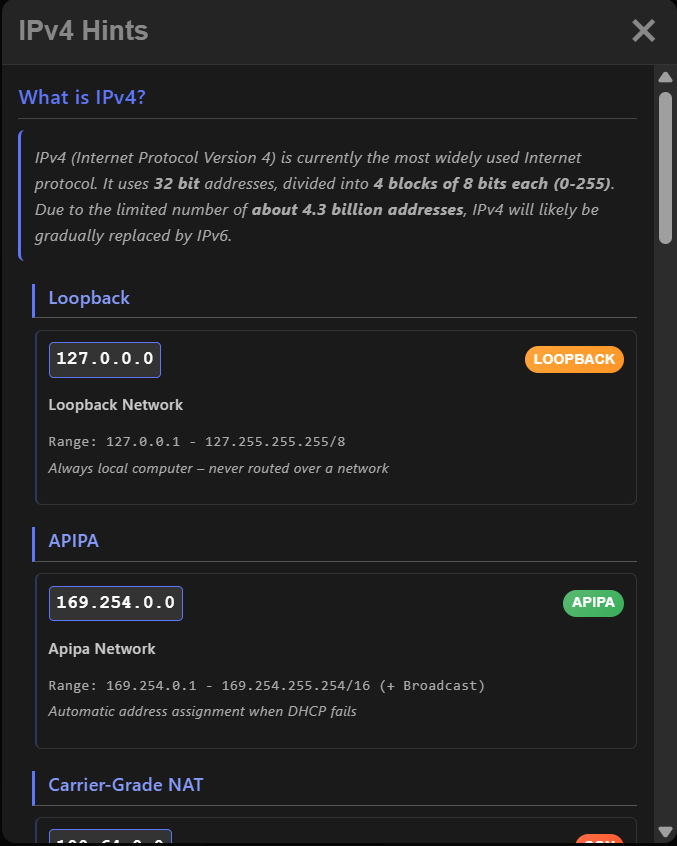 IPv4 Hints
What is IPv4?
IPv4 (Internet Protocol Version 4) is currently the most widely used Internet
protocol. It uses 32 bit addresses, divided into 4 blocks of 8 bits each (0-255).
Due to the limited number of about 4.3 billion addresses, IPv4 will likely be
gradually replaced by IPv6.
Loopback
127.0.0.0
LOOPBACK
Loopback Network
Range: 127.0.0.1 - 127.255.255.255/8
Always local computer – never routed over a network
APIPA
169.254.0.0
APIPA
Apipa Network
Range: 169.254.0.1 - 169.254.255.254/16 (+ Broadcast)
Automatic address assignment when DHCP fails
Carrier-Grade NAT
100.64.0.0